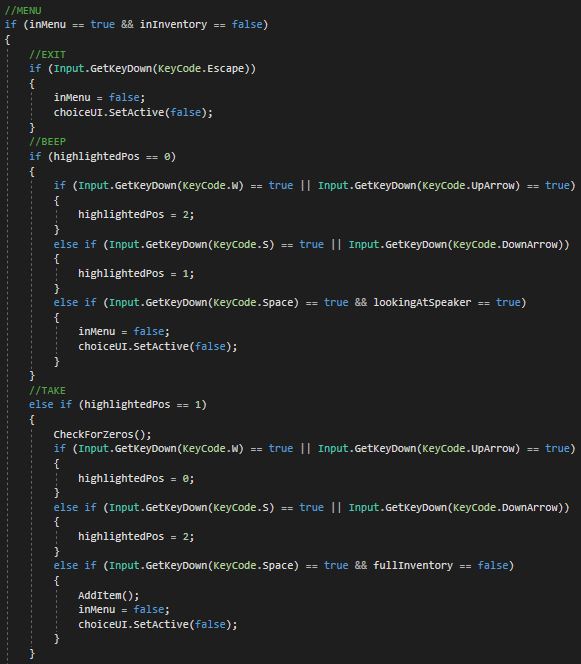 //MENU
if (inMenu == true && inInventory == false)
{
//EXIT
if (Input.GetKeyDown(KeyCode.Escape))
{
inMenu = false;
choiceUI.SetActive(false);
}
//BEEP
if (highlightedPos == 0)
{
if (Input.GetKeyDown(KeyCode.W) == true || Input.GetKeyDown(KeyCode.UpArrow) == true)
{
highlightedPos = 2;
}
else if (Input.GetKeyDown(KeyCode.S) == true || Input.GetKeyDown(KeyCode.DownArrow))
{
highlightedPos = 1;
}
else if (Input.GetKeyDown(KeyCode.Space) == true && lookingAtSpeaker == true)
{
inMenu = false;
choiceUI.SetActive(false);
}
}
//TAKE
else if (highlightedPos == 1)
{
CheckForZeros();
if (Input.GetKeyDown(KeyCode.W) == true || Input.GetKeyDown(KeyCode.UpArrow) == true)
{
highlightedPos = 0;
}
else if (Input.GetKeyDown(KeyCode.S) == true || Input.GetKeyDown(KeyCode.DownArrow))
{
highlightedPos = 2;
}
else if (Input.GetKeyDown(KeyCode.Space) == true && fullInventory == false)
{
AddItem();
inMenu = false;
choiceUI.SetActive(false);
}
}